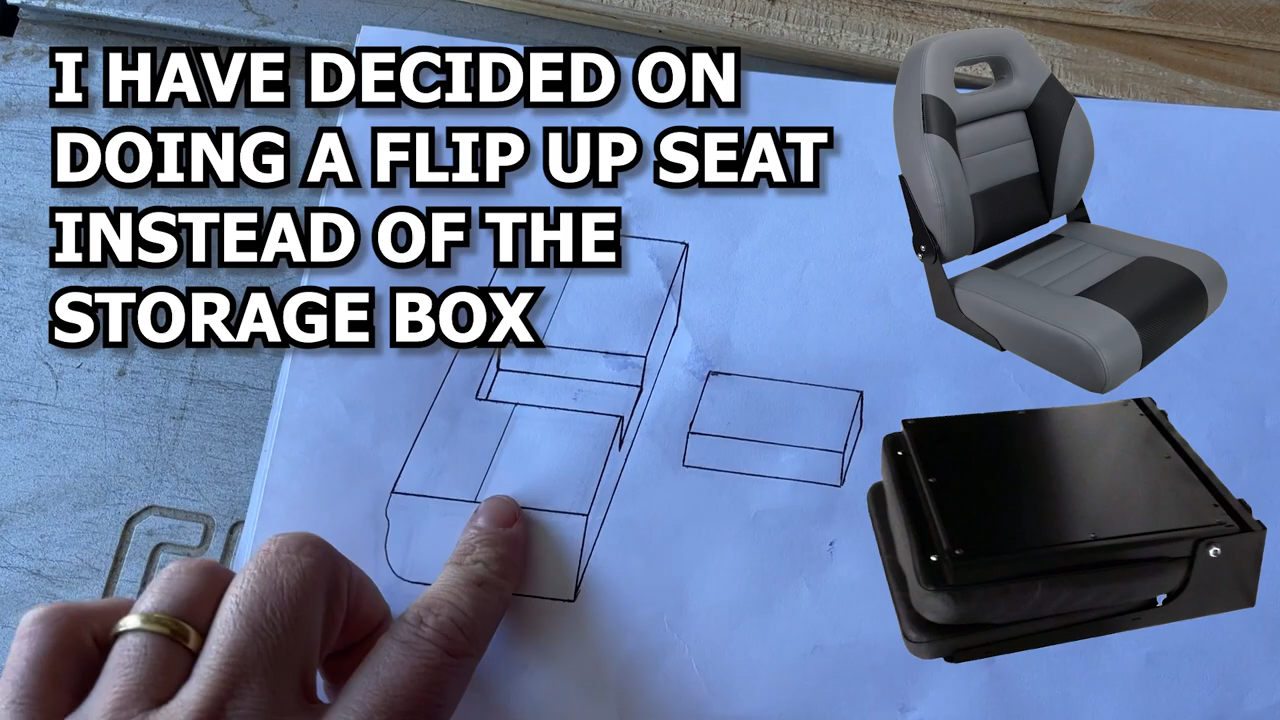 I HAVE DECIDED ON
DOING A FLIP UP SEAT
INSTEAD OF THE
STORAGE BOX